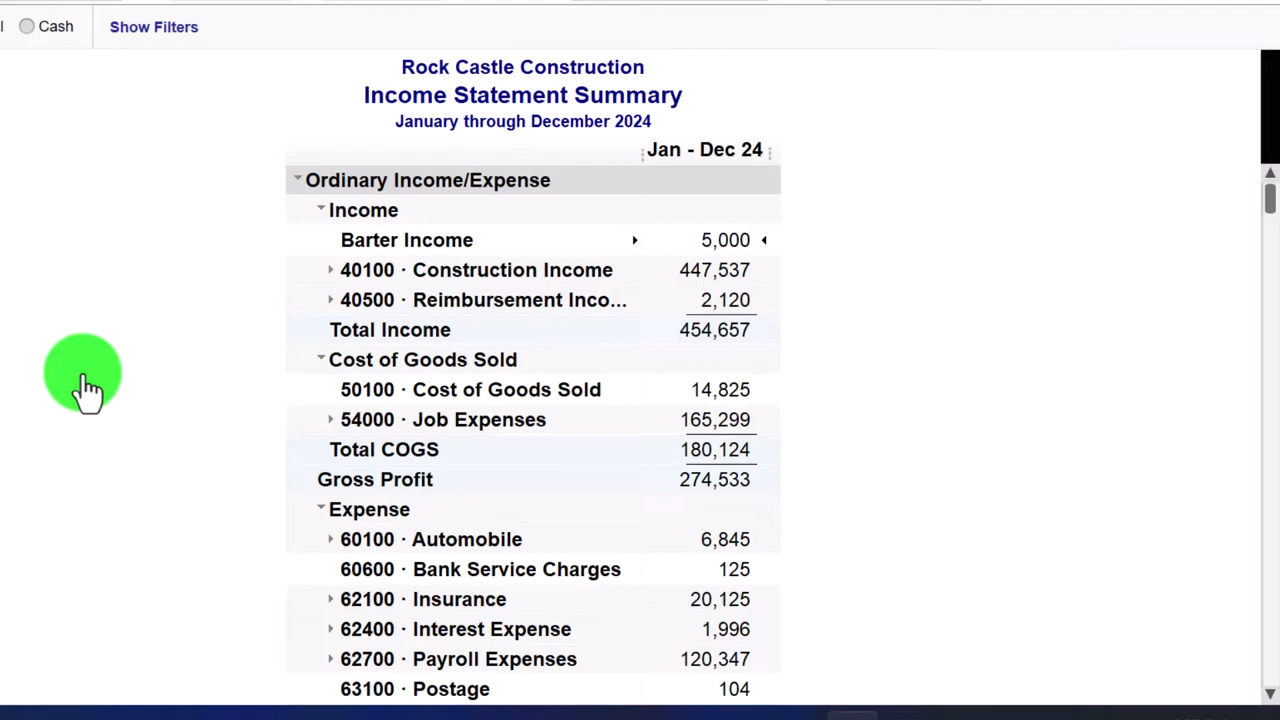 l Cash Show Filters
Rock Castle Construction
Income Statement Summary
January through December 2024
Jan - Dec 24
Ordinary Income/Expense
Income
Barter Income 5,000
40100 · Construction Income 447,537
40500 · Reimbursement Inco... 2,120
Total Income 454,657
Cost of Goods Sold
50100 · Cost of Goods Sold 14,825
54000 · Job Expenses 165,299
Total COGS 180,124
Gross Profit 274,533
Expense
60100 · Automobile 6,845
60600 · Bank Service Charges 125
62100 · Insurance 20,125
62400 · Interest Expense 1,996
62700 · Payroll Expenses 120,347
63100 · Postage 104